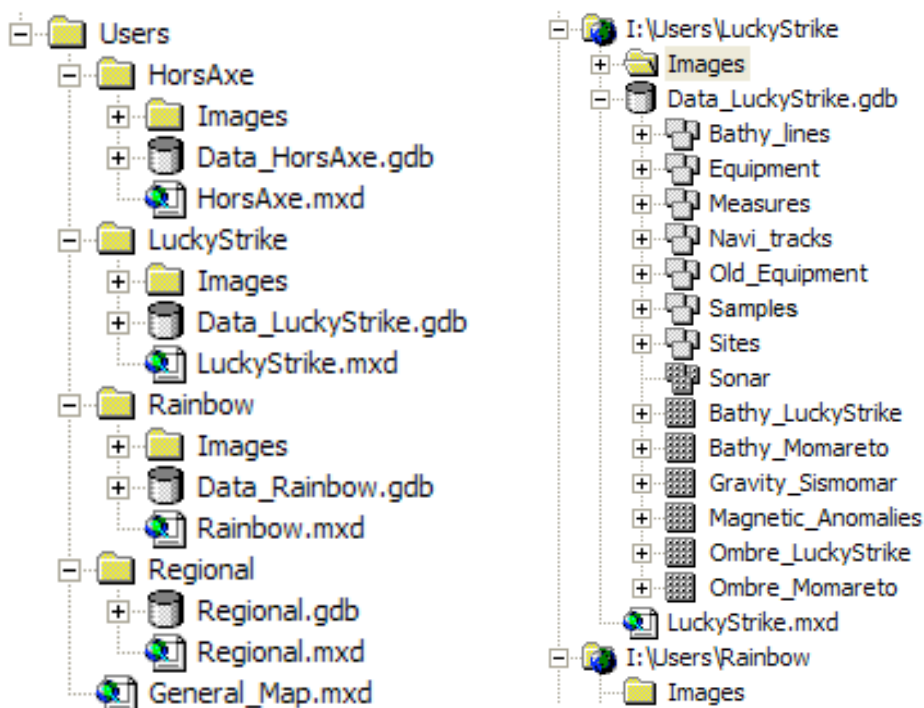 Users
HorsAxe
Images
Data_HorsAxe.gdb
HorsAxe.mxd
LuckyStrike
Images
Data_LuckyStrike.gdb
LuckyStrike.mxd
Rainbow
Images
Data_Rainbow.gdb
Rainbow.mxd
Regional
Regional.gdb
Regional.mxd
General_Map.mxd
I:\Users\LuckyStrike
Images
Data_LuckyStrike.gdb
Bathy_lines
Equipment
Measures
Navi_tracks
Old_Equipment
Samples
Sites
Sonar
Bathy_LuckyStrike
Bathy_Momareto
Gravity_Sismomar
Magnetic_Anomalies
Ombre_LuckyStrike
Ombre_Momareto
LuckyStrike.mxd
I:\Users\Rainbow
Images